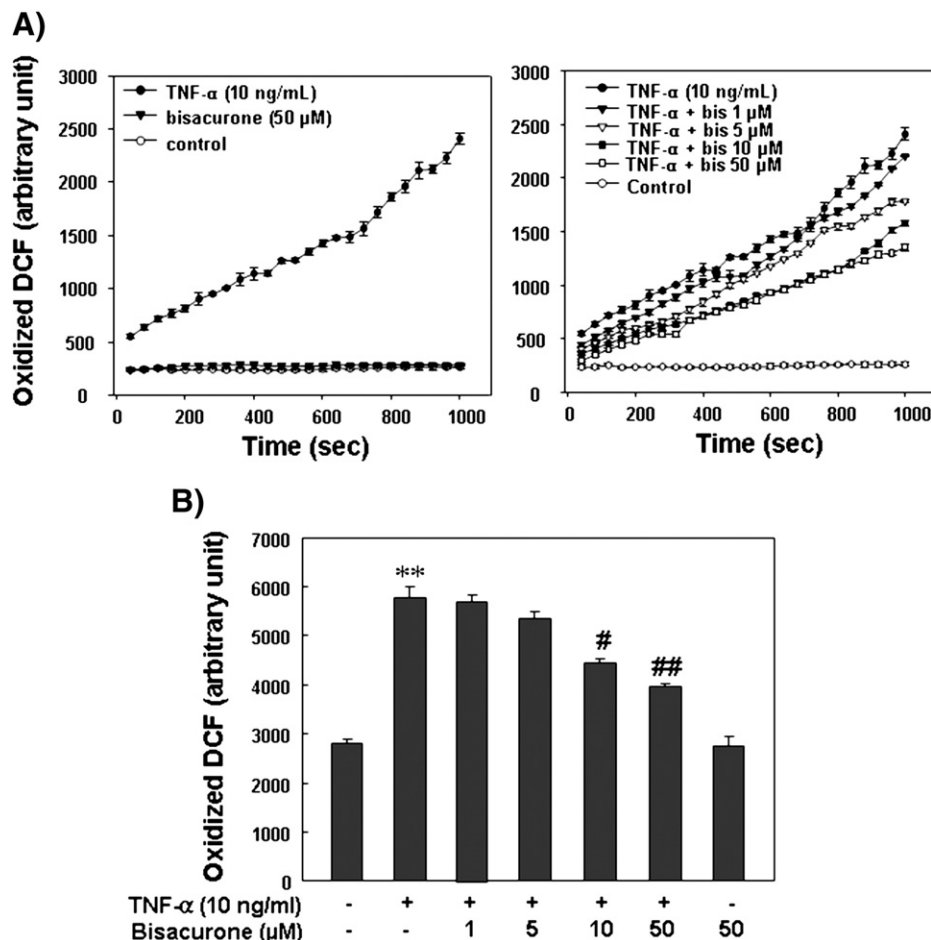 A)
Oxidized DCF (arbitrary unit)
3000
2500
2000
1500
1000
500
0
TNF-α (10 ng/mL)
bisacurone (50 μM)
control
0 200 400 600 800 1000
Time (sec)
3000
2500
2000
1500
1000
500
0
TNF-α (10 ng/mL)
TNF-α + bis 1 μM
TNF-α + bis 5 μM
TNF-α + bis 10 μM
TNF-α + bis 50 μM
Control
0 200 400 600 800 1000
Time (sec)
B)
Oxidized DCF (arbitrary unit)
7000
6000
5000
4000
3000
2000
1000
0
**
#
##
TNF-α (10 ng/ml) - + + + + + -
Bisacurone (μM) - - 1 5 10 50 50